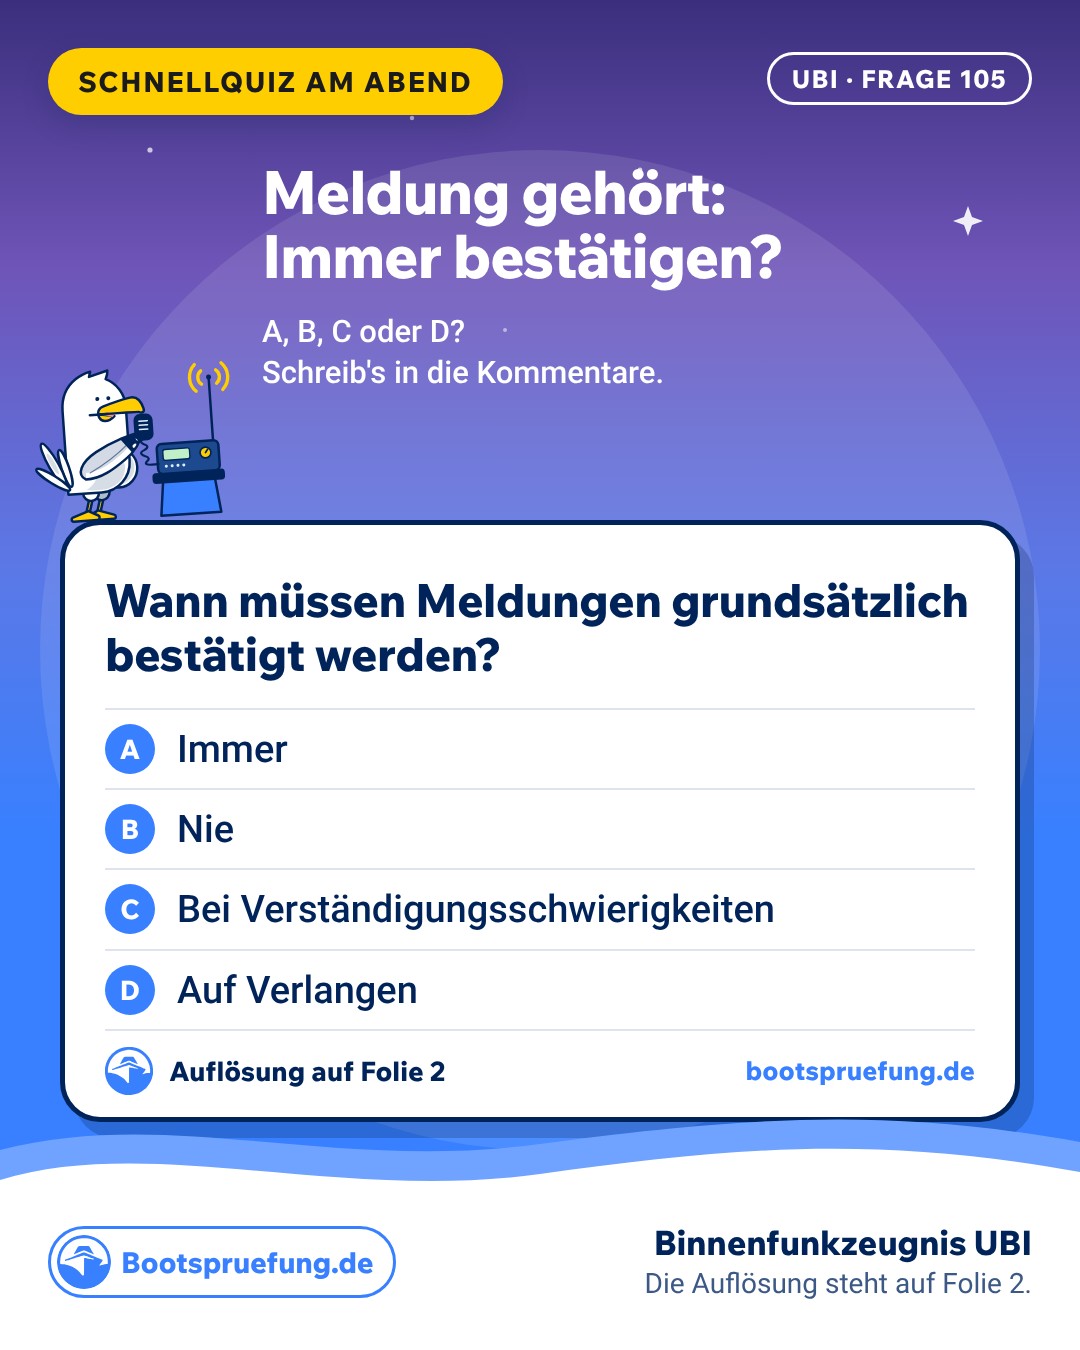 SCHNELLQUIZ AM ABEND
UBI · FRAGE 105
Meldung gehört:
Immer bestätigen?
A, B, C oder D?
Schreib's in die Kommentare.
Wann müssen Meldungen grundsätzlich
bestätigt werden?
A Immer
B Nie
C Bei Verständigungsschwierigkeiten
D Auf Verlangen
Auflösung auf Folie 2
bootspruefung.de
Bootspruefung.de
Binnenfunkzeugnis UBI
Die Auflösung steht auf Folie 2.